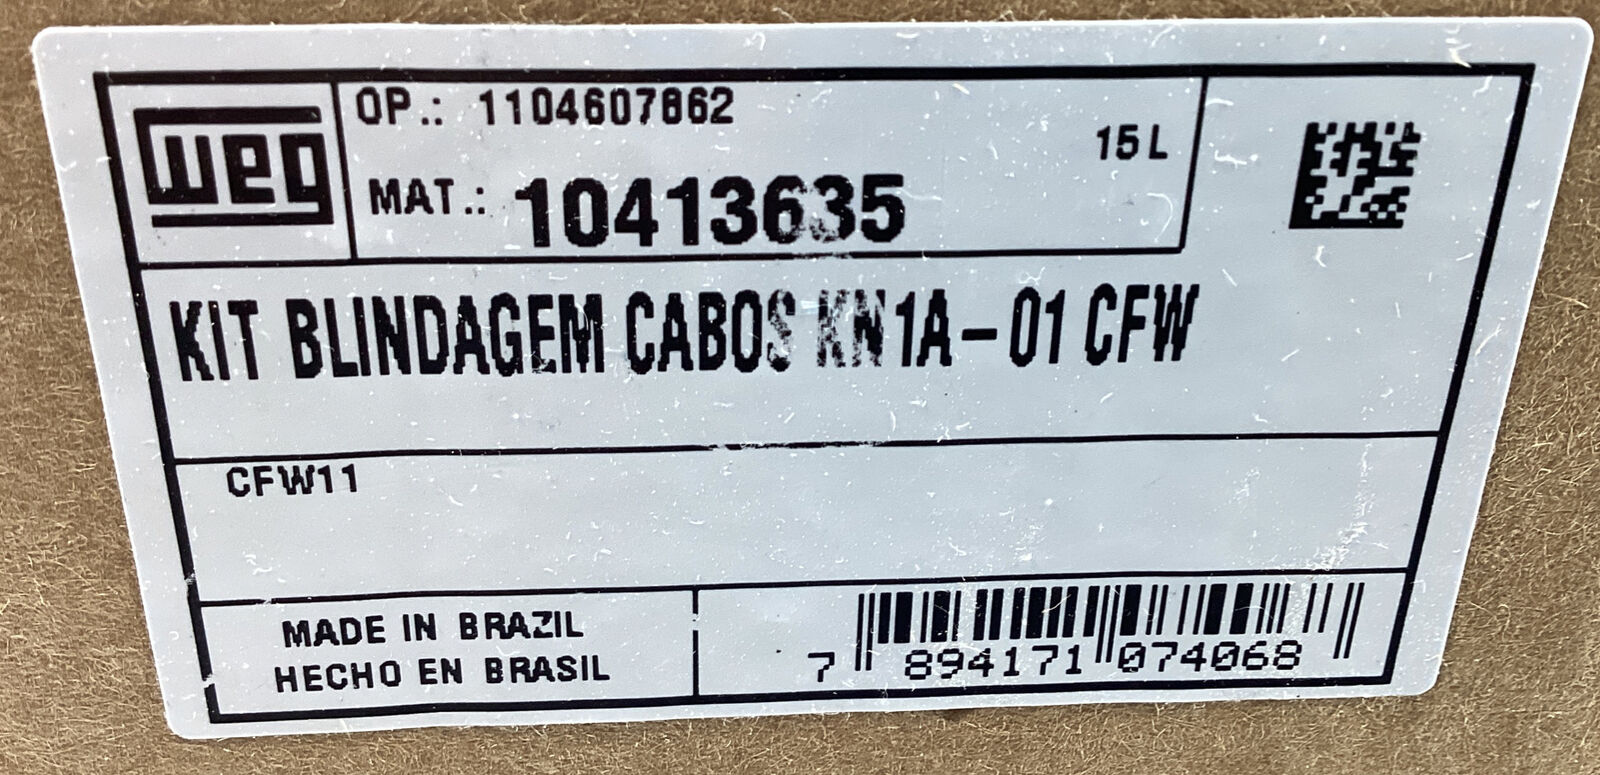 weg
OP.: 1104607862
15 L
MAT.: 10413635
KIT BLINDAGEM CABOS KN1A-01 CFW
CFW11
MADE IN BRAZIL
HECHO EN BRASIL
7 894171 074068